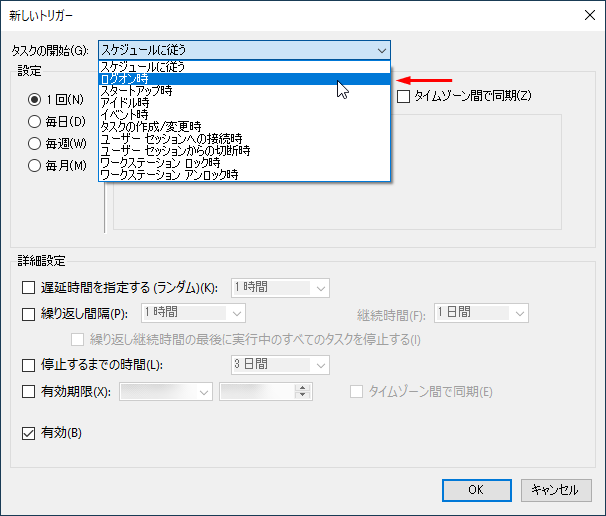 新しいトリガー
タスクの開始(G): スケジュールに従う
スケジュールに従う
ログオン時
スタートアップ時
アイドル時
イベント時
タスクの作成/変更時
ユーザー セッションへの接続時
ユーザー セッションからの切断時
ワークステーション ロック時
ワークステーション アンロック時
設定
1回(N)
毎日(D)
毎週(W)
毎月(M)
タイムゾーン間で同期(Z)
詳細設定
遅延時間を指定する (ランダム)(K): 1時間
繰り返し間隔(P): 1時間 継続時間(F): 1日間
繰り返し継続時間の最後に実行中のすべてのタスクを停止する(I)
停止するまでの時間(L): 3日間
有効期限(X): タイムゾーン間で同期(E)
有効(B)
OK キャンセル